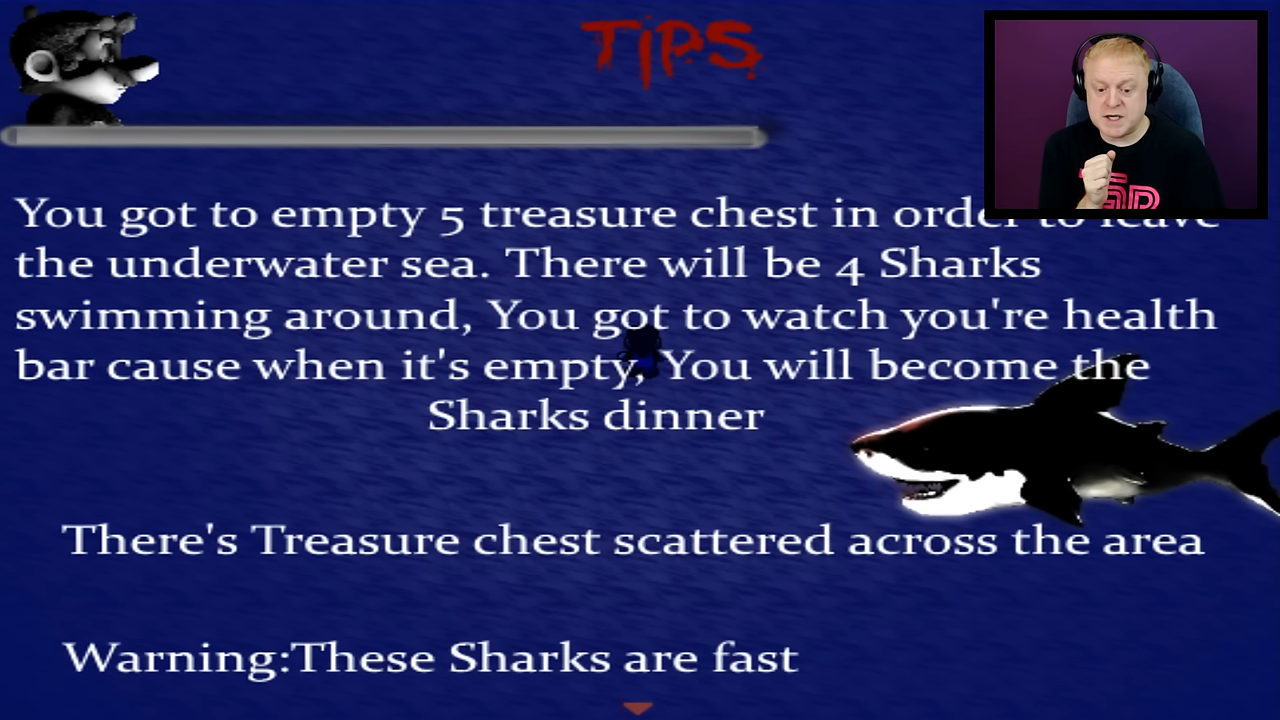 TiPS
You got to empty 5 treasure chest in order to leave
the underwater sea. There will be 4 Sharks
swimming around, You got to watch you're health
bar cause when it's empty, You will become the
Sharks dinner
There's Treasure chest scattered across the area
Warning:These Sharks are fast